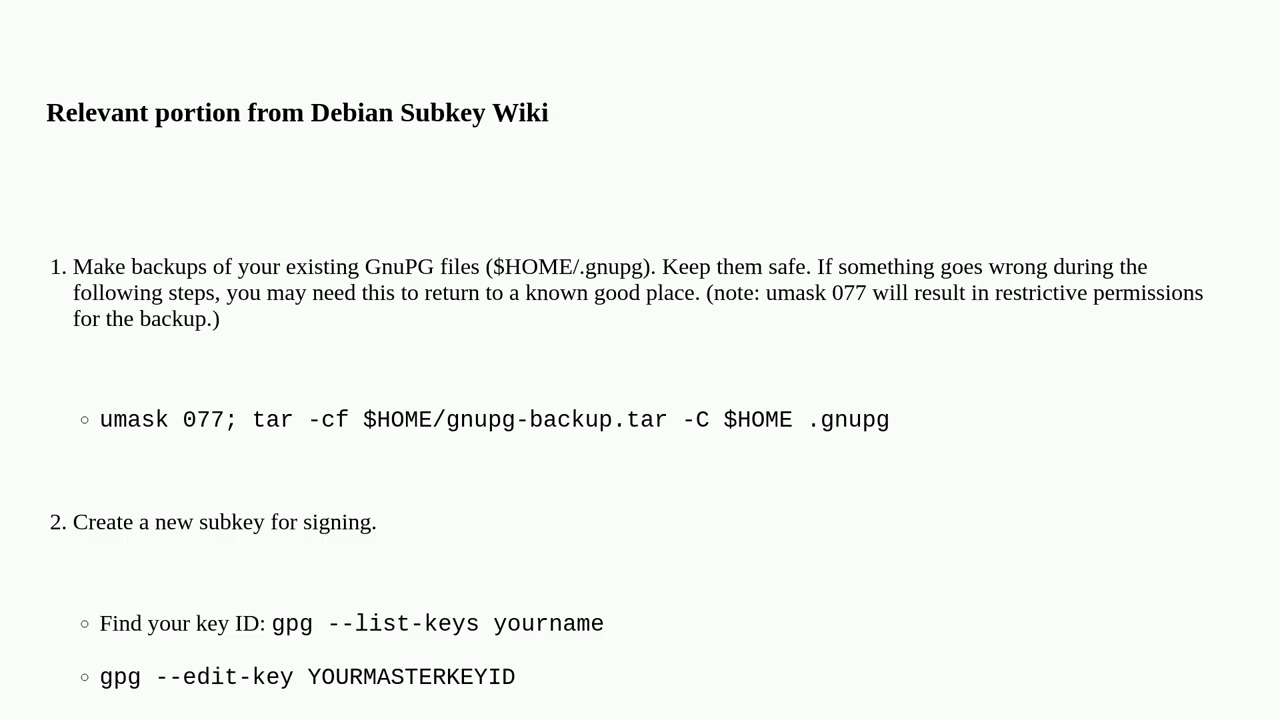 Relevant portion from Debian Subkey Wiki
1. Make backups of your existing GnuPG files ($HOME/.gnupg). Keep them safe. If something goes wrong during the
following steps, you may need this to return to a known good place. (note: umask 077 will result in restrictive permissions
for the backup.)
◦ umask 077; tar -cf $HOME/gnupg-backup.tar -C $HOME .gnupg
2. Create a new subkey for signing.
◦ Find your key ID: gpg --list-keys yourname
◦ gpg --edit-key YOURMASTERKEYID